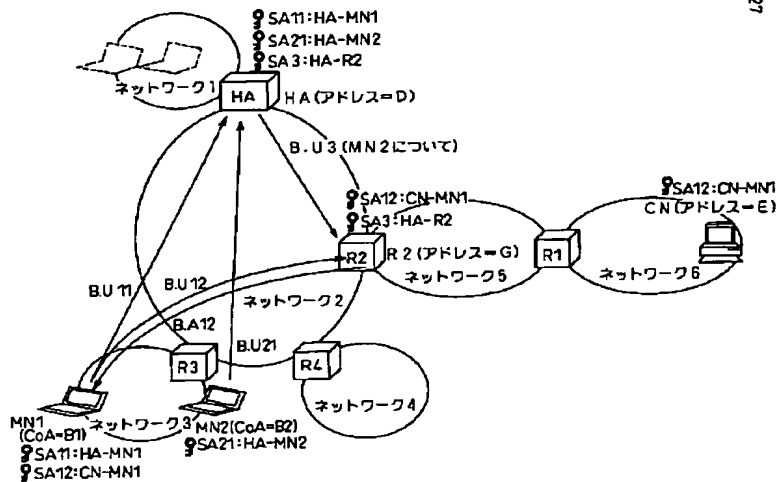 27
SA11:HA-MN1
SA21:HA-MN2
SA3:HA-R2
ネットワーク1
HA
HA(アドレス=D)
B.U3(MN2について)
SA12:CN-MN1
SA3:HA-R2
SA12:CN-MN1
CN(アドレス=E)
R2
R2(アドレス=G)
ネットワーク5
R1
ネットワーク6
B.U11
B.U12
ネットワーク2
B.A12
B.U21
R3
R4
ネットワーク4
MN1
(CoA=B1)
ネットワーク3
MN2(CoA=B2)
SA21:HA-MN2
SA11:HA-MN1
SA12:CN-MN1